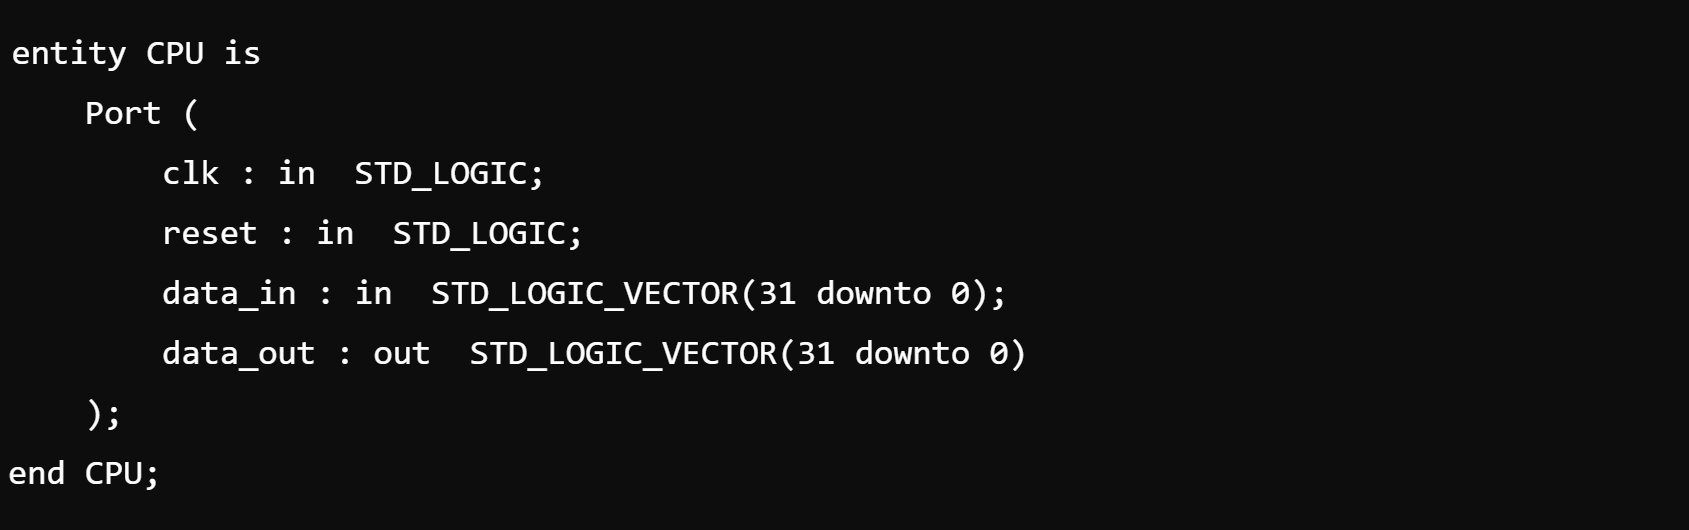 entity CPU is
    Port (
        clk : in  STD_LOGIC;
        reset : in  STD_LOGIC;
        data_in : in  STD_LOGIC_VECTOR(31 downto 0);
        data_out : out  STD_LOGIC_VECTOR(31 downto 0)
    );
end CPU;